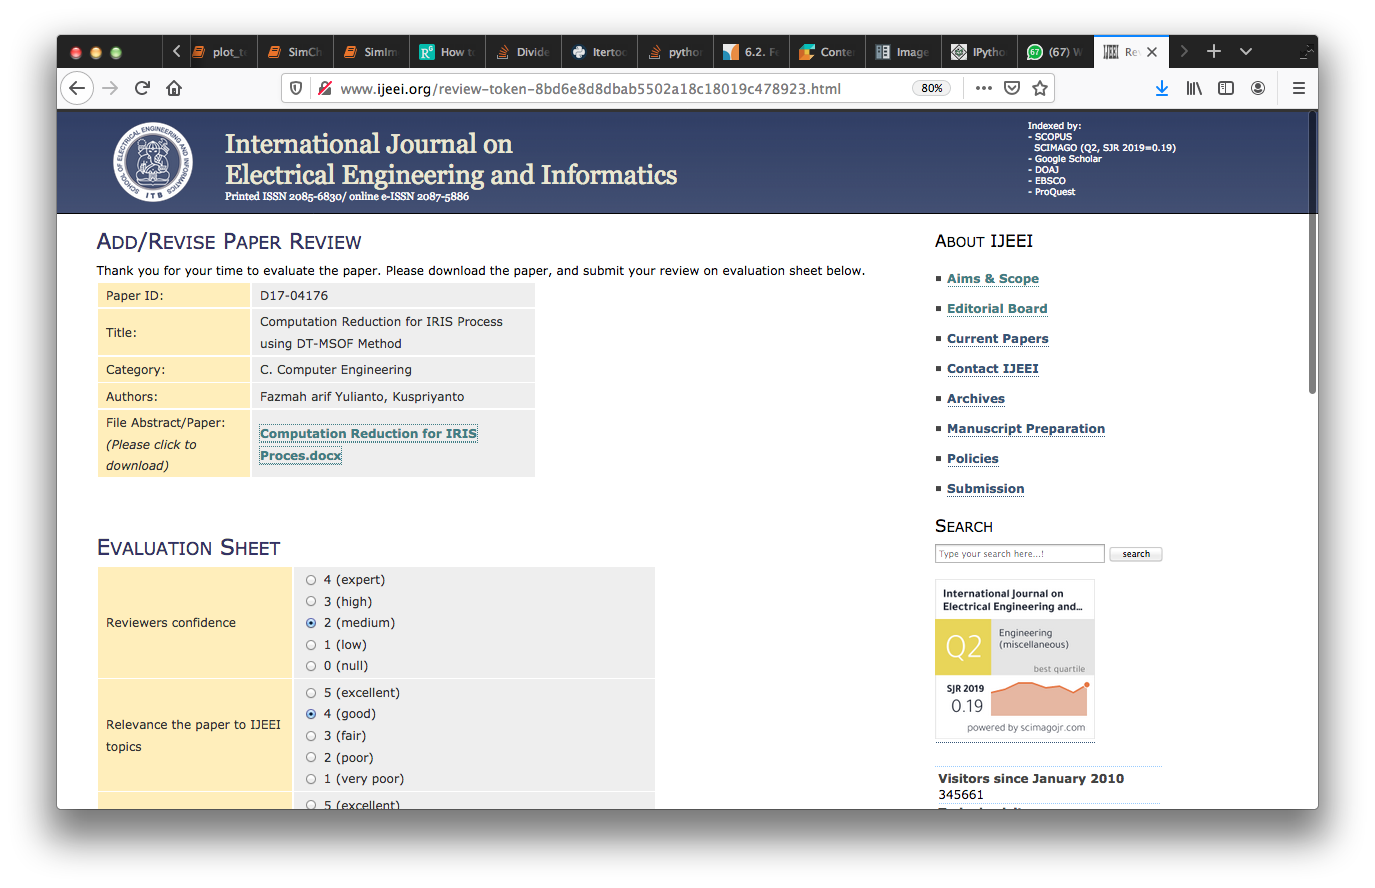 plot_t
SimCh
SimIm
How to
Divide
Itertoo
python
6.2. Fe
Conte
Image
IPytho
(67) W
Re
www.ijeei.org/review-token-8bd6e8d8dbab5502a18c18019c478923.html
80%
International Journal on
Electrical Engineering and Informatics
Printed ISSN 2085-6830/ online e-ISSN 2087-5886
SCHOOL OF ELECTRICAL ENGINEERING AND INFORMATICS
ITB
Indexed by:
- SCOPUS
SCIMAGO (Q2, SJR 2019=0.19)
- Google Scholar
- DOAJ
- EBSCO
- ProQuest
ADD/REVISE PAPER REVIEW
Thank you for your time to evaluate the paper. Please download the paper, and submit your review on evaluation sheet below.
Paper ID: D17-04176
Title: Computation Reduction for IRIS Process
using DT-MSOF Method
Category: C. Computer Engineering
Authors: Fazmah arif Yulianto, Kuspriyanto
File Abstract/Paper:
(Please click to
download)
Computation Reduction for IRIS
Proces.docx
EVALUATION SHEET
Reviewers confidence
4 (expert)
3 (high)
2 (medium)
1 (low)
0 (null)
Relevance the paper to IJEEI
topics
5 (excellent)
4 (good)
3 (fair)
2 (poor)
1 (very poor)
5 (excellent)
ABOUT IJEEI
Aims & Scope
Editorial Board
Current Papers
Contact IJEEI
Archives
Manuscript Preparation
Policies
Submission
SEARCH
Type your search here...!
search
International Journal on
Electrical Engineering and...
Q2
Engineering
(miscellaneous)
best quartile
SJR 2019
0.19
powered by scimagojr.com
Visitors since January 2010
345661